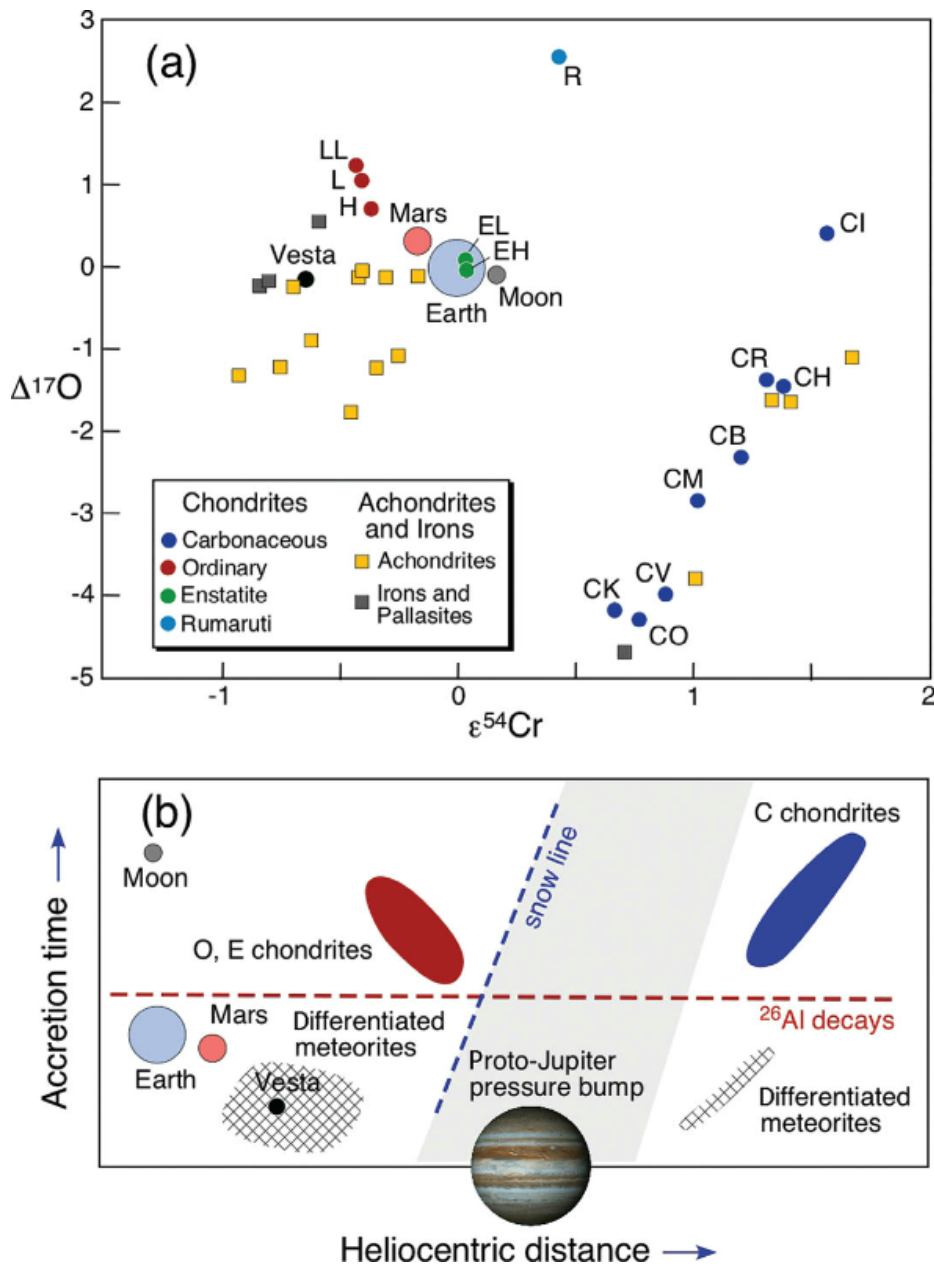 (a)
3
2
1
0
-1
-2
-3
-4
-5
Δ¹⁷O
R
LL
L
H
Mars
EL
EH
CI
Vesta
Earth
Moon
CR
CH
CB
CM
CV
CK
CO
Chondrites
Carbonaceous
Ordinary
Enstatite
Rumaruti
Achondrites
and Irons
Achondrites
Irons and
Pallasites
-1
0
1
2
ε⁵⁴Cr
(b)
Accretion time
Moon
snow line
C chondrites
O, E chondrites
²⁶Al decays
Mars
Earth
Differentiated
meteorites
Vesta
Proto-Jupiter
pressure bump
Differentiated
meteorites
Heliocentric distance